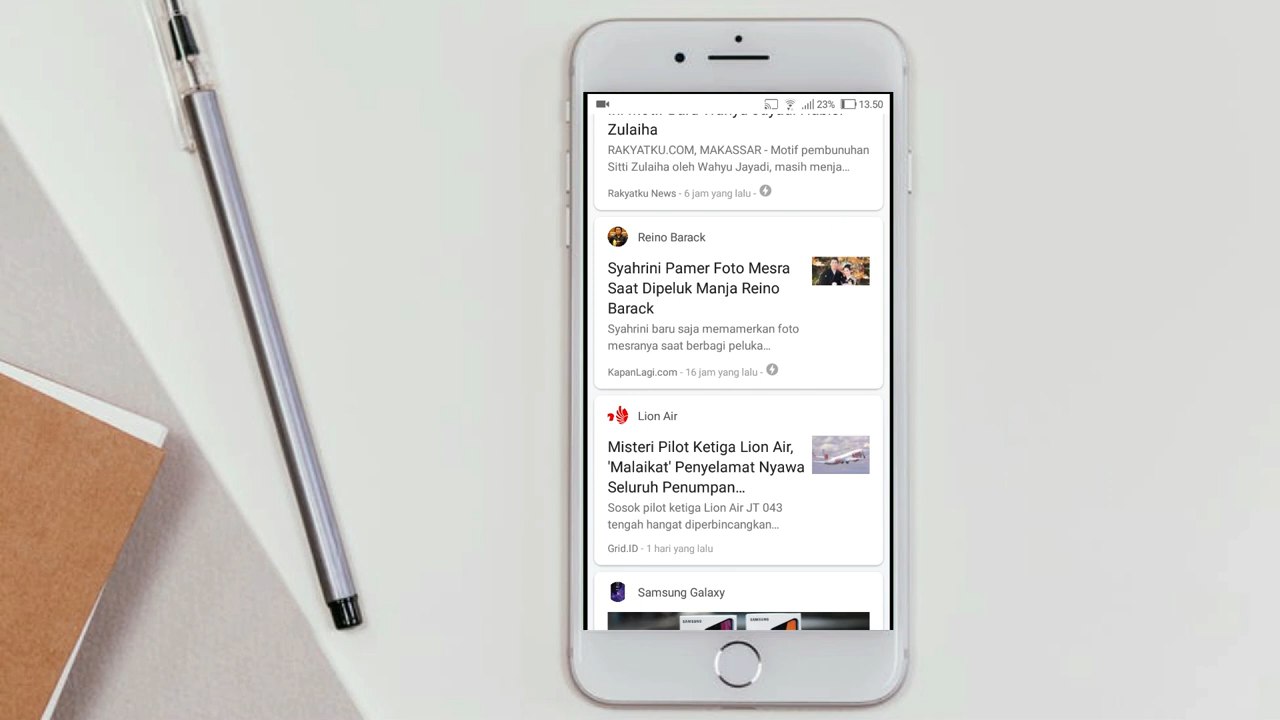 23% 13.50
Zulaiha
RAKYATKU.COM, MAKASSAR - Motif pembunuhan
Sitti Zulaiha oleh Wahyu Jayadi, masih menja...
Rakyatku News - 6 jam yang lalu -
Reino Barack
Syahrini Pamer Foto Mesra
Saat Dipeluk Manja Reino
Barack
Syahrini baru saja memamerkan foto
mesranya saat berbagi peluka...
KapanLagi.com - 16 jam yang lalu -
Lion Air
Misteri Pilot Ketiga Lion Air,
'Malaikat' Penyelamat Nyawa
Seluruh Penumpan...
Sosok pilot ketiga Lion Air JT 043
tengah hangat diperbincangkan...
Grid.ID - 1 hari yang lalu
Samsung Galaxy
SAMSUNG SAMSUNG